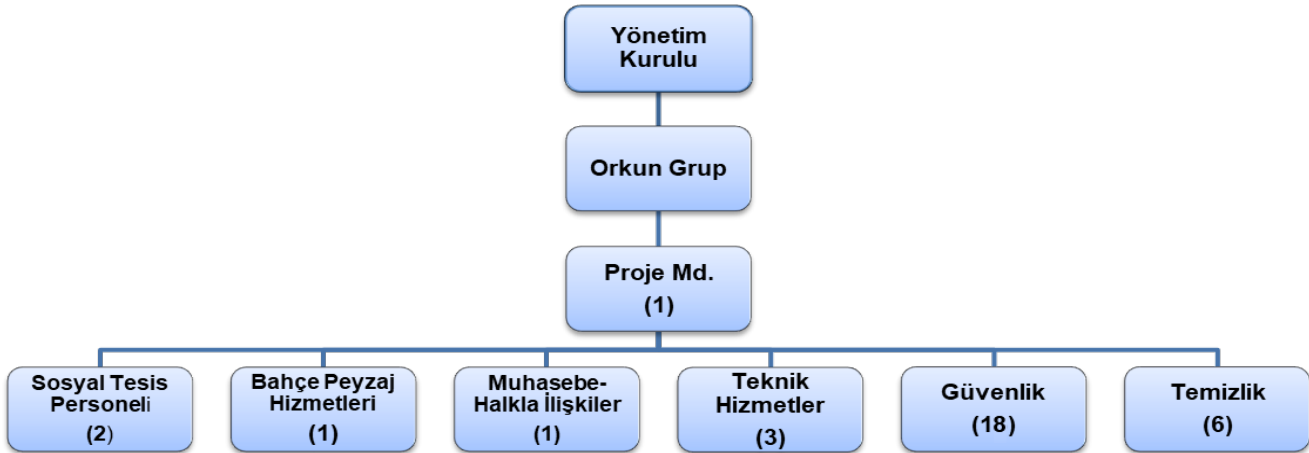 Yönetim
Kurulu
Orkun Grup
Proje Md.
(1)
Sosyal Tesis
Personeli
(2)
Bahçe Peyzaj
Hizmetleri
(1)
Muhasebe-
Halkla İlişkiler
(1)
Teknik
Hizmetler
(3)
Güvenlik
(18)
Temizlik
(6)